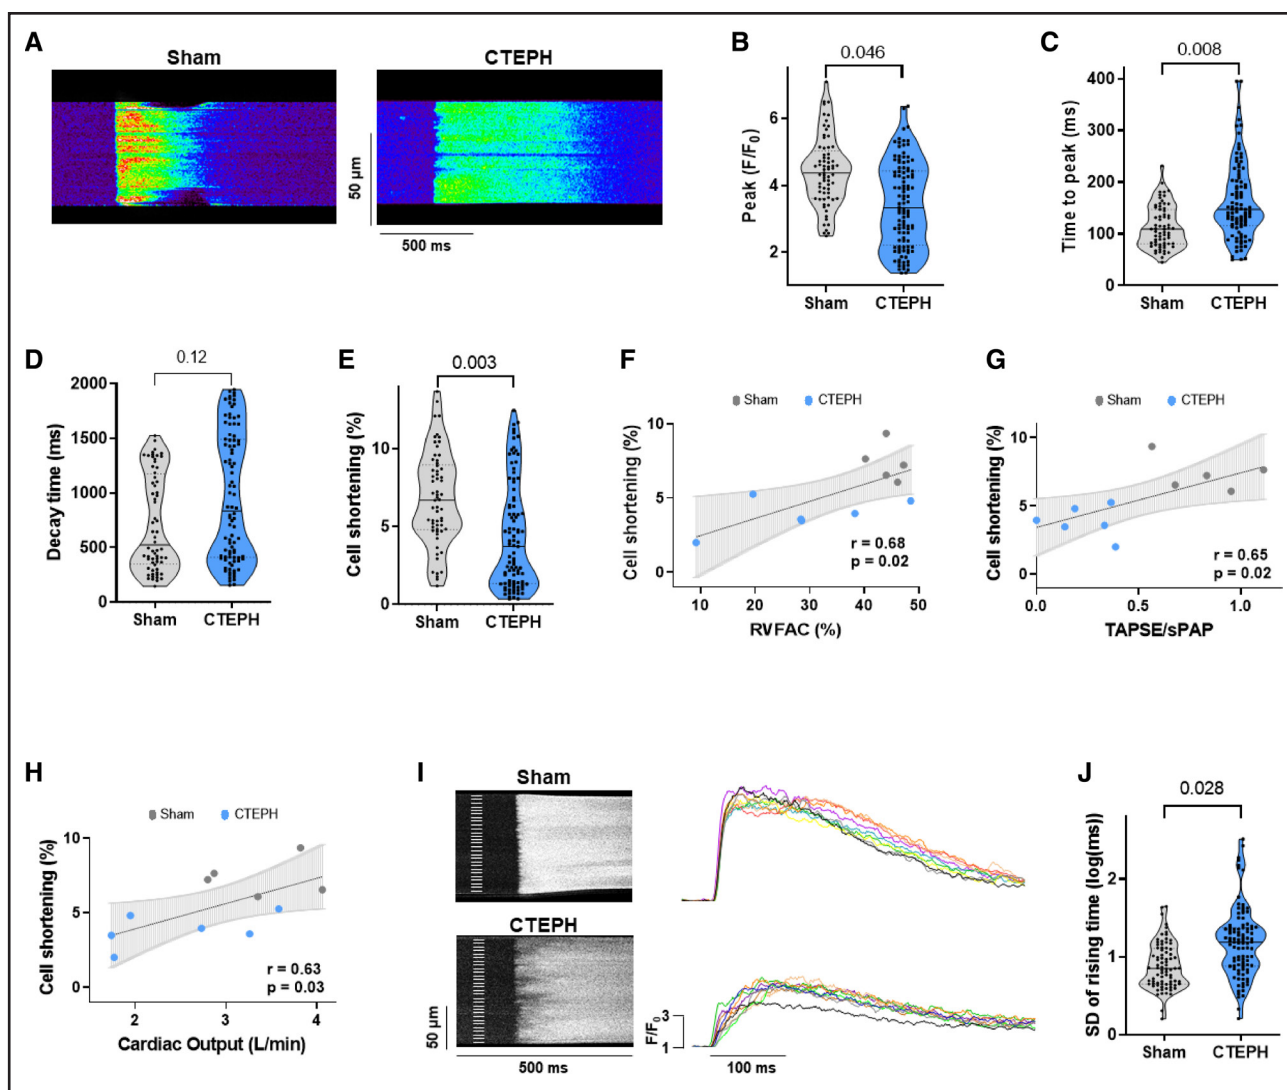 A
Sham
CTEPH
50 µm
500 ms
B
0.046
Peak (F/F0)
6
4
2
Sham
CTEPH
C
0.008
Time to peak (ms)
400
300
200
100
0
Sham
CTEPH
D
0.12
Decay time (ms)
2000
1500
1000
500
0
Sham
CTEPH
E
0.003
Cell shortening (%)
10
5
0
Sham
CTEPH
F
Sham CTEPH
Cell shortening (%)
10
5
0
r = 0.68
p = 0.02
10 20 30 40 50
RVFAC (%)
G
Sham CTEPH
Cell shortening (%)
10
5
0
r = 0.65
p = 0.02
0.0 0.5 1.0
TAPSE/sPAP
H
Sham CTEPH
Cell shortening (%)
10
5
0
r = 0.63
p = 0.03
2 3 4
Cardiac Output (L/min)
I
Sham
CTEPH
50 µm
500 ms
F/F0
3
1
100 ms
J
0.028
SD of rising time (log(ms))
2
1
0
Sham
CTEPH